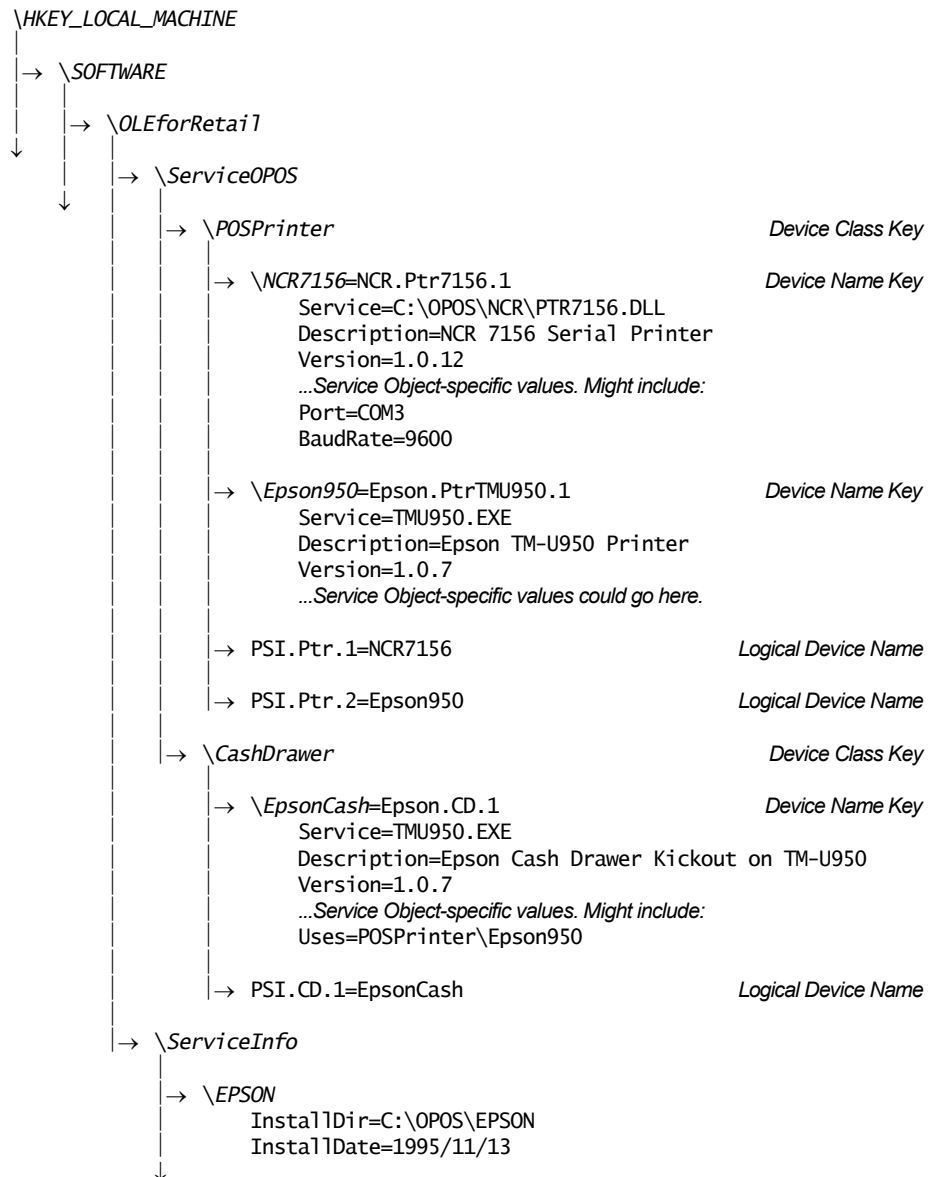 \HKEY_LOCAL_MACHINE
→ \SOFTWARE
→ \OLEforRetail
→ \ServiceOPOS
→ \POSPrinter Device Class Key
→ \NCR7156=NCR.Ptr7156.1 Device Name Key
Service=C:\OPOS\NCR\PTR7156.DLL
Description=NCR 7156 Serial Printer
Version=1.0.12
...Service Object-specific values. Might include:
Port=COM3
BaudRate=9600
→ \Epson950=Epson.PtrTMU950.1 Device Name Key
Service=TMU950.EXE
Description=Epson TM-U950 Printer
Version=1.0.7
...Service Object-specific values could go here.
→ PSI.Ptr.1=NCR7156 Logical Device Name
→ PSI.Ptr.2=Epson950 Logical Device Name
→ \CashDrawer Device Class Key
→ \EpsonCash=Epson.CD.1 Device Name Key
Service=TMU950.EXE
Description=Epson Cash Drawer Kickout on TM-U950
Version=1.0.7
...Service Object-specific values. Might include:
Uses=POSPrinter\Epson950
→ PSI.CD.1=EpsonCash Logical Device Name
→ \ServiceInfo
→ \EPSON
InstallDir=C:\OPOS\EPSON
InstallDate=1995/11/13